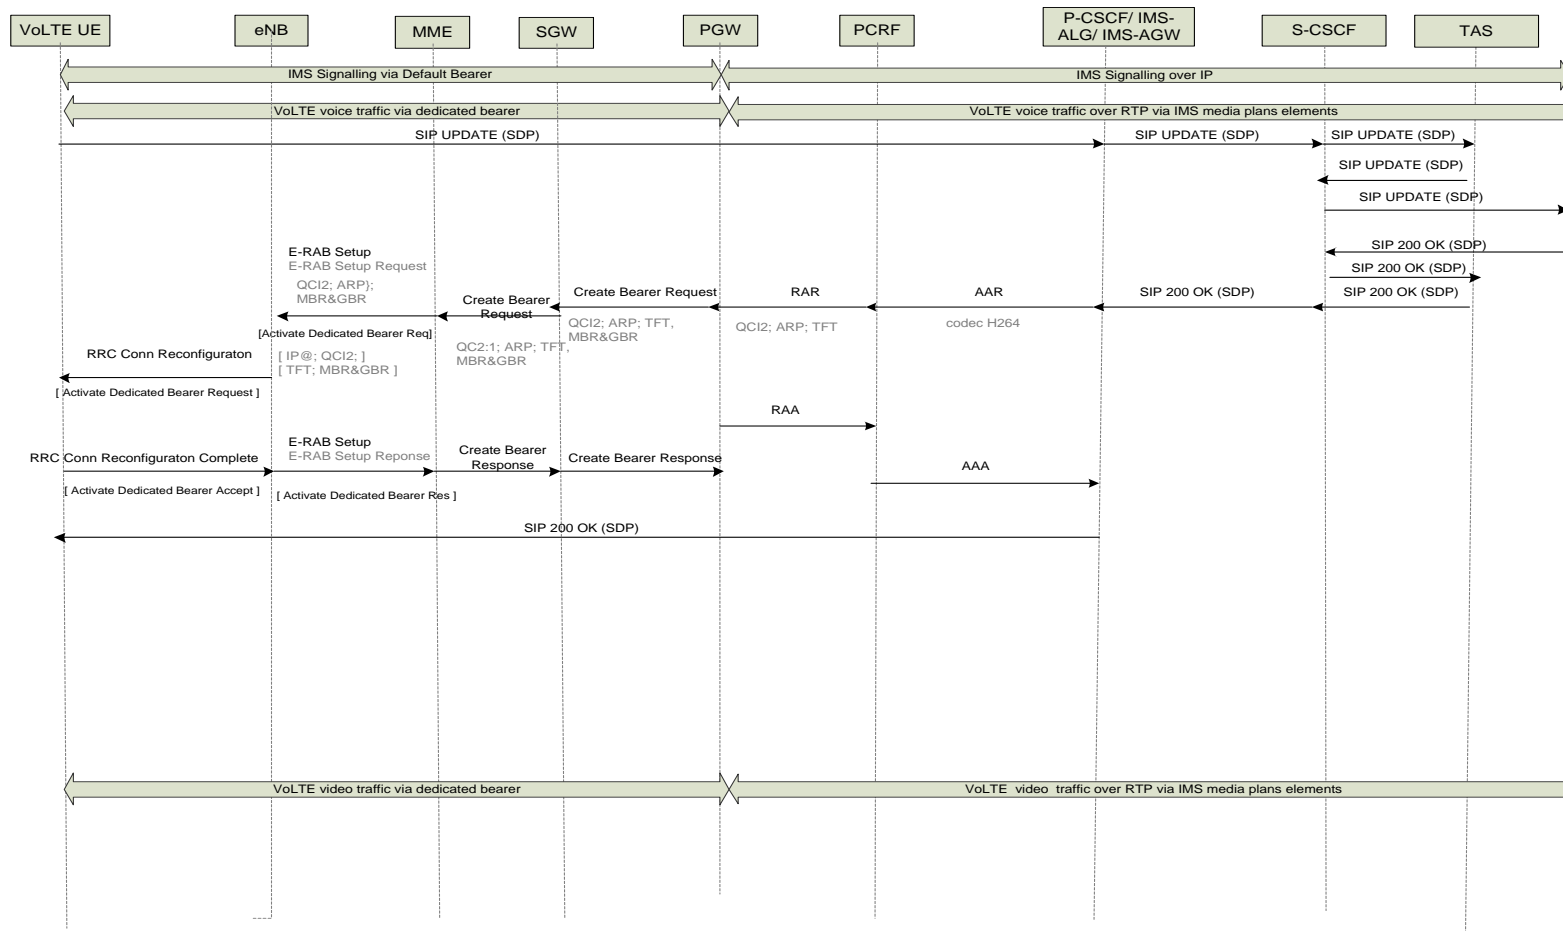 VoLTE UE
eNB
MME
SGW
PGW
PCRF
P-CSCF/ IMS-
ALG/ IMS-AGW
S-CSCF
TAS
IMS Signalling via Default Bearer
IMS Signalling over IP
VoLTE voice traffic via dedicated bearer
VoLTE voice traffic over RTP via IMS media plans elements
SIP UPDATE (SDP)
SIP UPDATE (SDP)
SIP UPDATE (SDP)
SIP UPDATE (SDP)
SIP UPDATE (SDP)
SIP 200 OK (SDP)
SIP 200 OK (SDP)
E-RAB Setup
E-RAB Setup Request
QCI2; ARP};
MBR&GBR
Create Bearer
Request
Create Bearer Request
RAR
AAR
SIP 200 OK (SDP)
SIP 200 OK (SDP)
[Activate Dedicated Bearer Req]
QC2:1; ARP; TFT,
MBR&GBR
QCI2; ARP; TFT,
MBR&GBR
QCI2; ARP; TFT
codec H264
RRC Conn Reconfiguraton
[ IP@; QCI2; ]
[ TFT; MBR&GBR ]
[ Activate Dedicated Bearer Request ]
RAA
RRC Conn Reconfiguraton Complete
E-RAB Setup
E-RAB Setup Reponse
Create Bearer
Response
Create Bearer Response
AAA
[ Activate Dedicated Bearer Accept ]
[ Activate Dedicated Bearer Res ]
SIP 200 OK (SDP)
VoLTE video traffic via dedicated bearer
VoLTE video traffic over RTP via IMS media plans elements